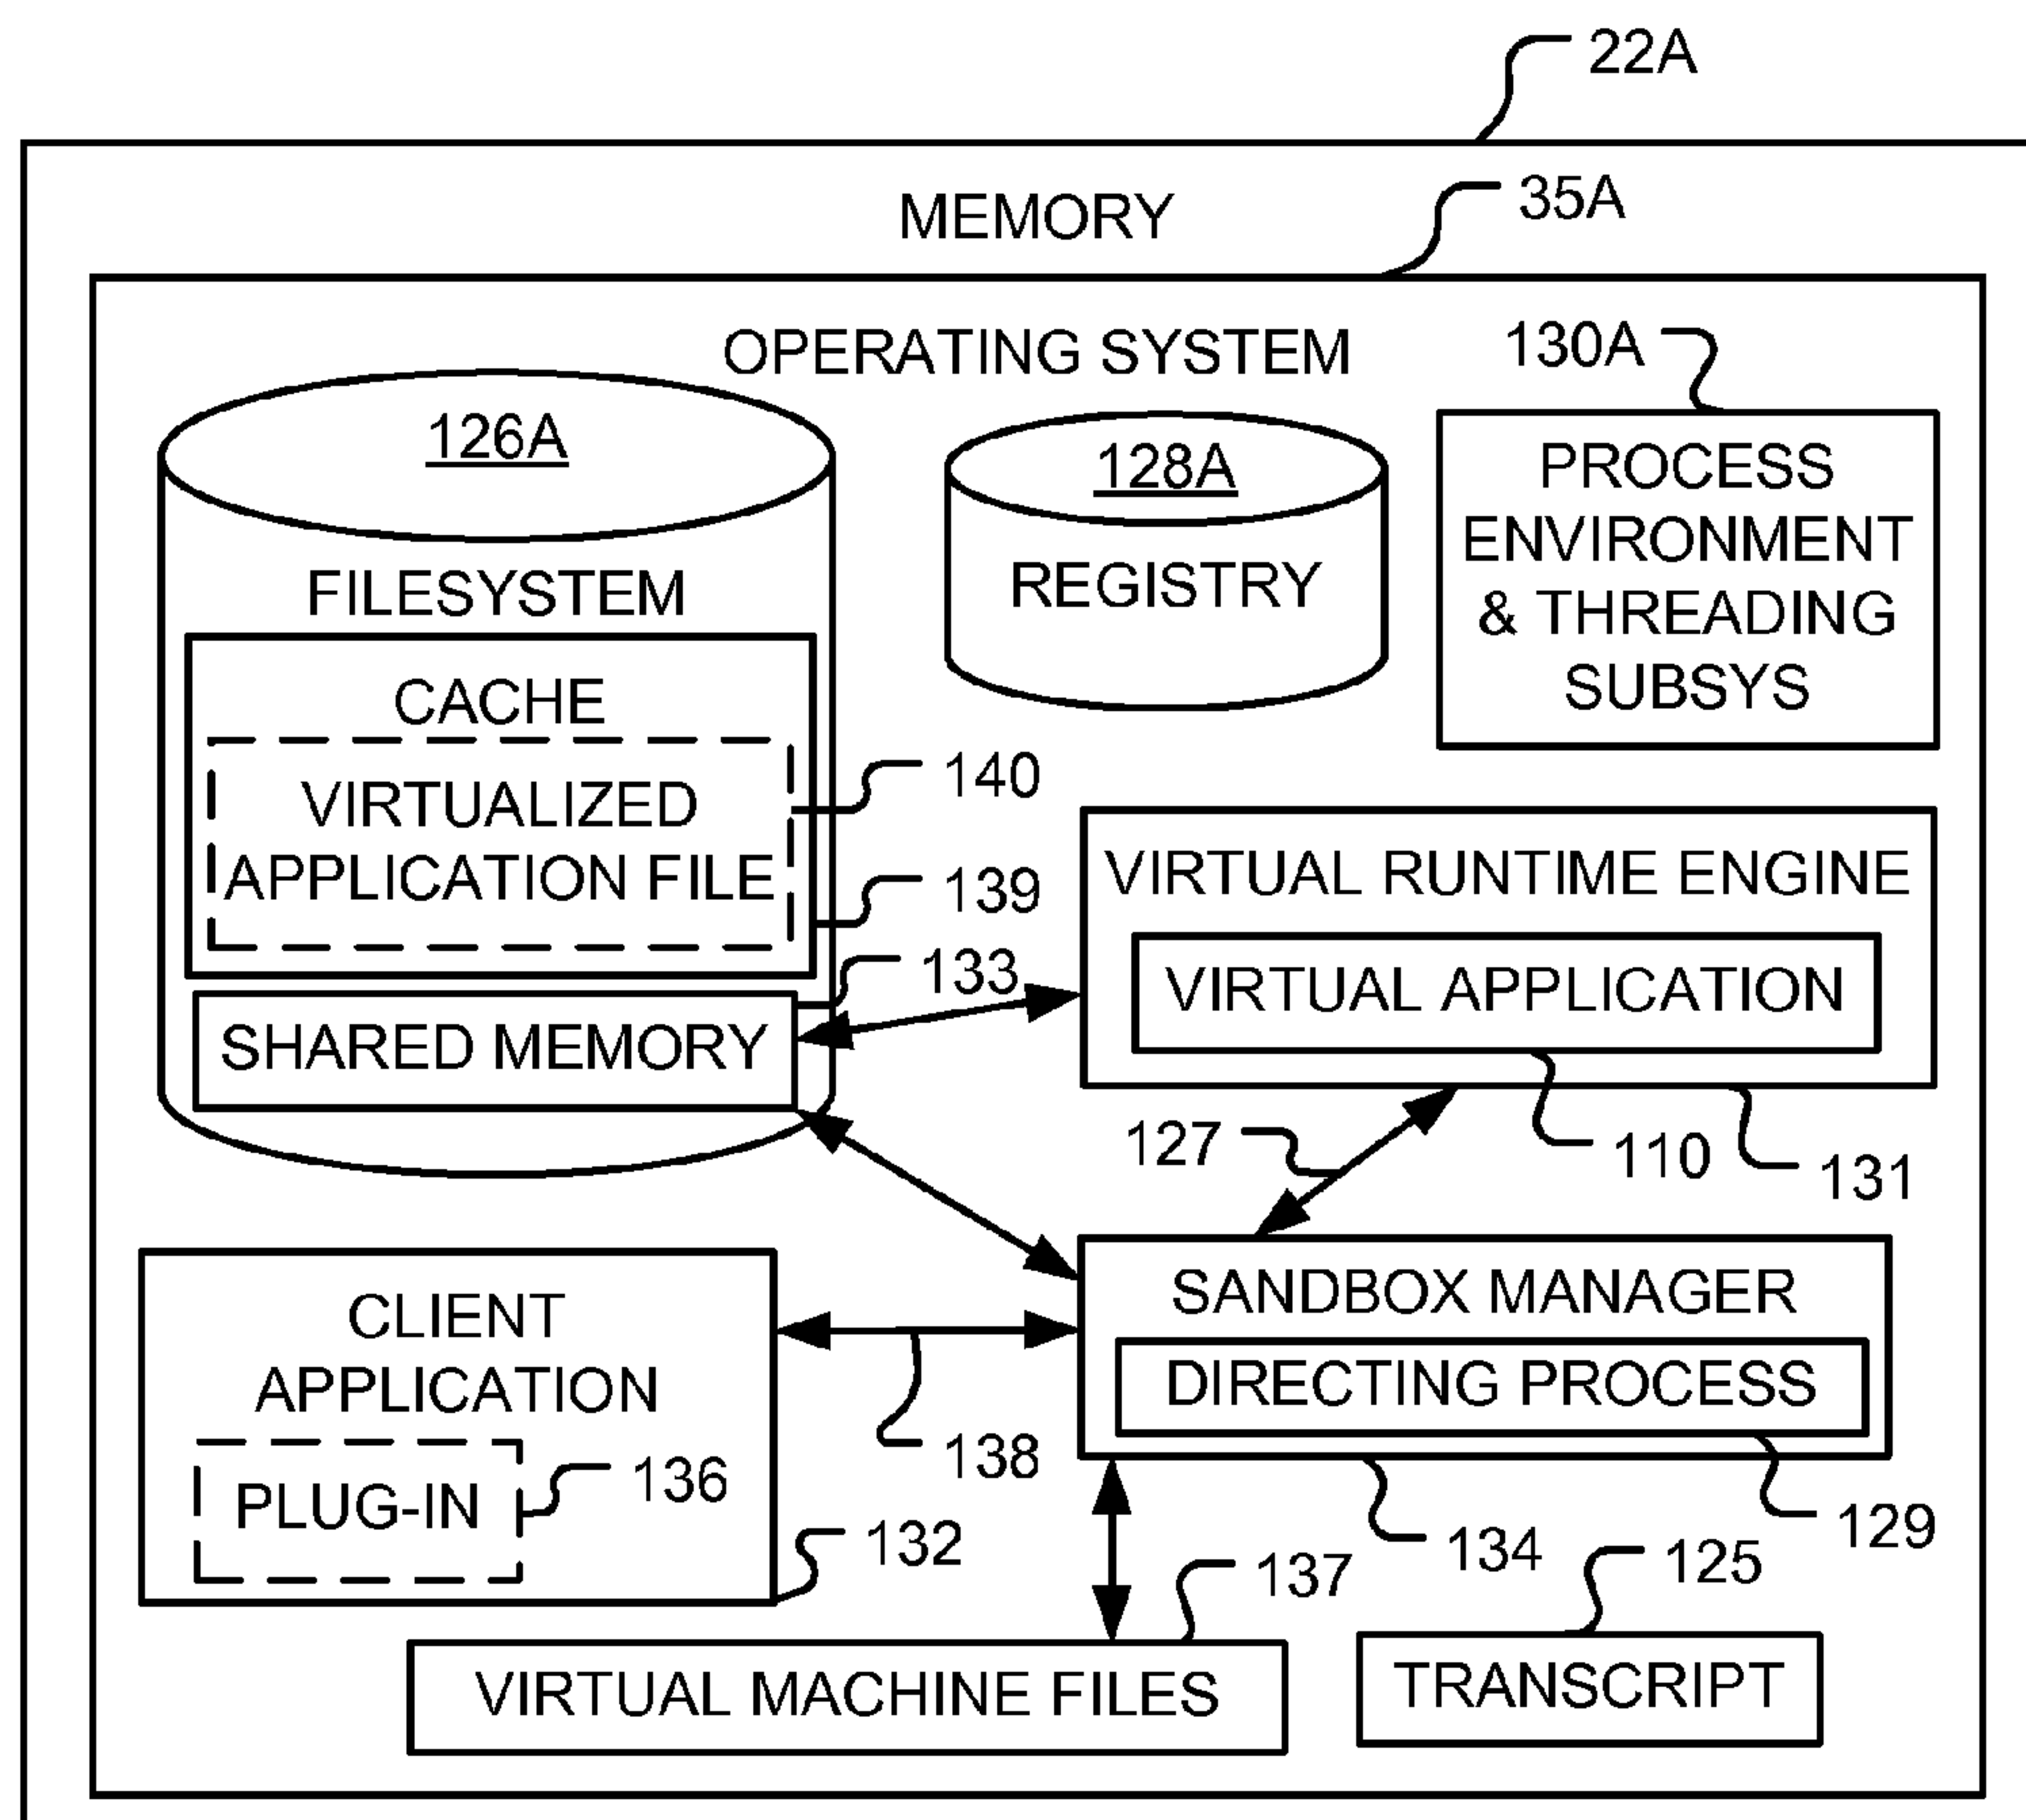 22A
MEMORY
35A
OPERATING SYSTEM
130A
126A
128A
PROCESS
ENVIRONMENT
& THREADING
SUBSYS
FILESYSTEM
REGISTRY
CACHE
VIRTUALIZED
APPLICATION FILE
140
139
133
VIRTUAL RUNTIME ENGINE
VIRTUAL APPLICATION
SHARED MEMORY
127
110
131
CLIENT
APPLICATION
PLUG-IN
136
132
138
SANDBOX MANAGER
DIRECTING PROCESS
129
134
137
125
VIRTUAL MACHINE FILES
TRANSCRIPT